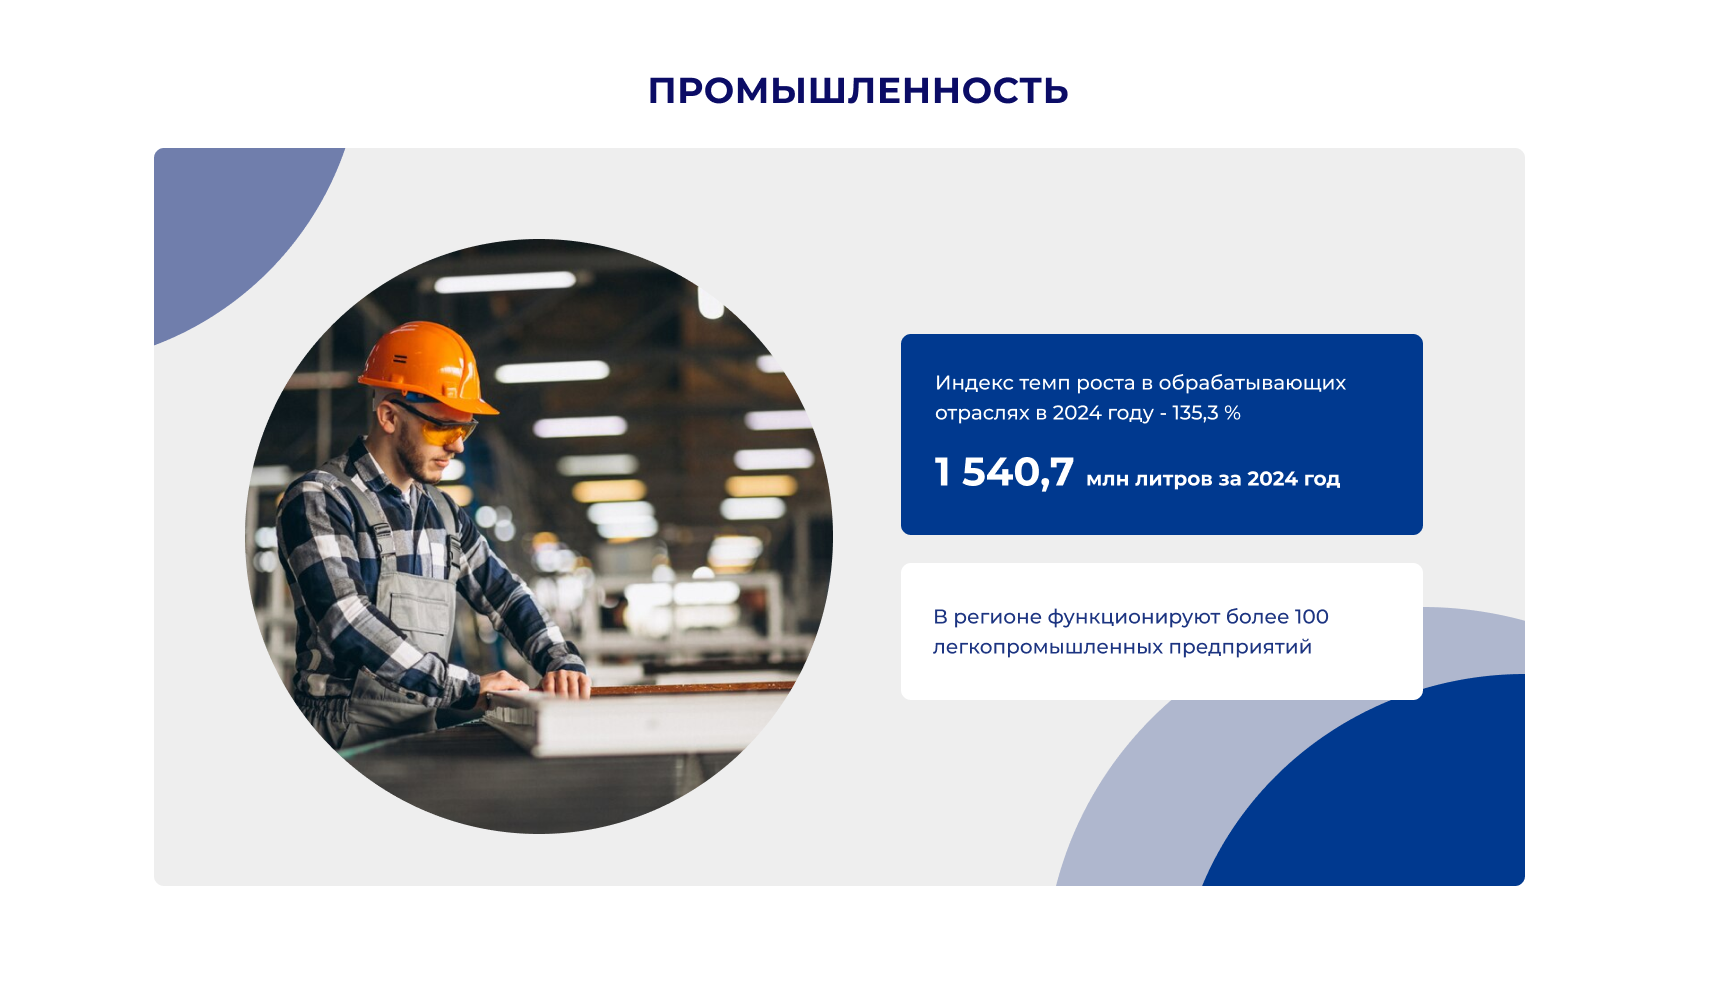 ПРОМЫШЛЕННОСТЬ
Индекс темп роста в обрабатывающих
отраслях в 2024 году - 135,3 %
1 540,7 млн литров за 2024 год
В регионе функционируют более 100
легкопромышленных предприятий